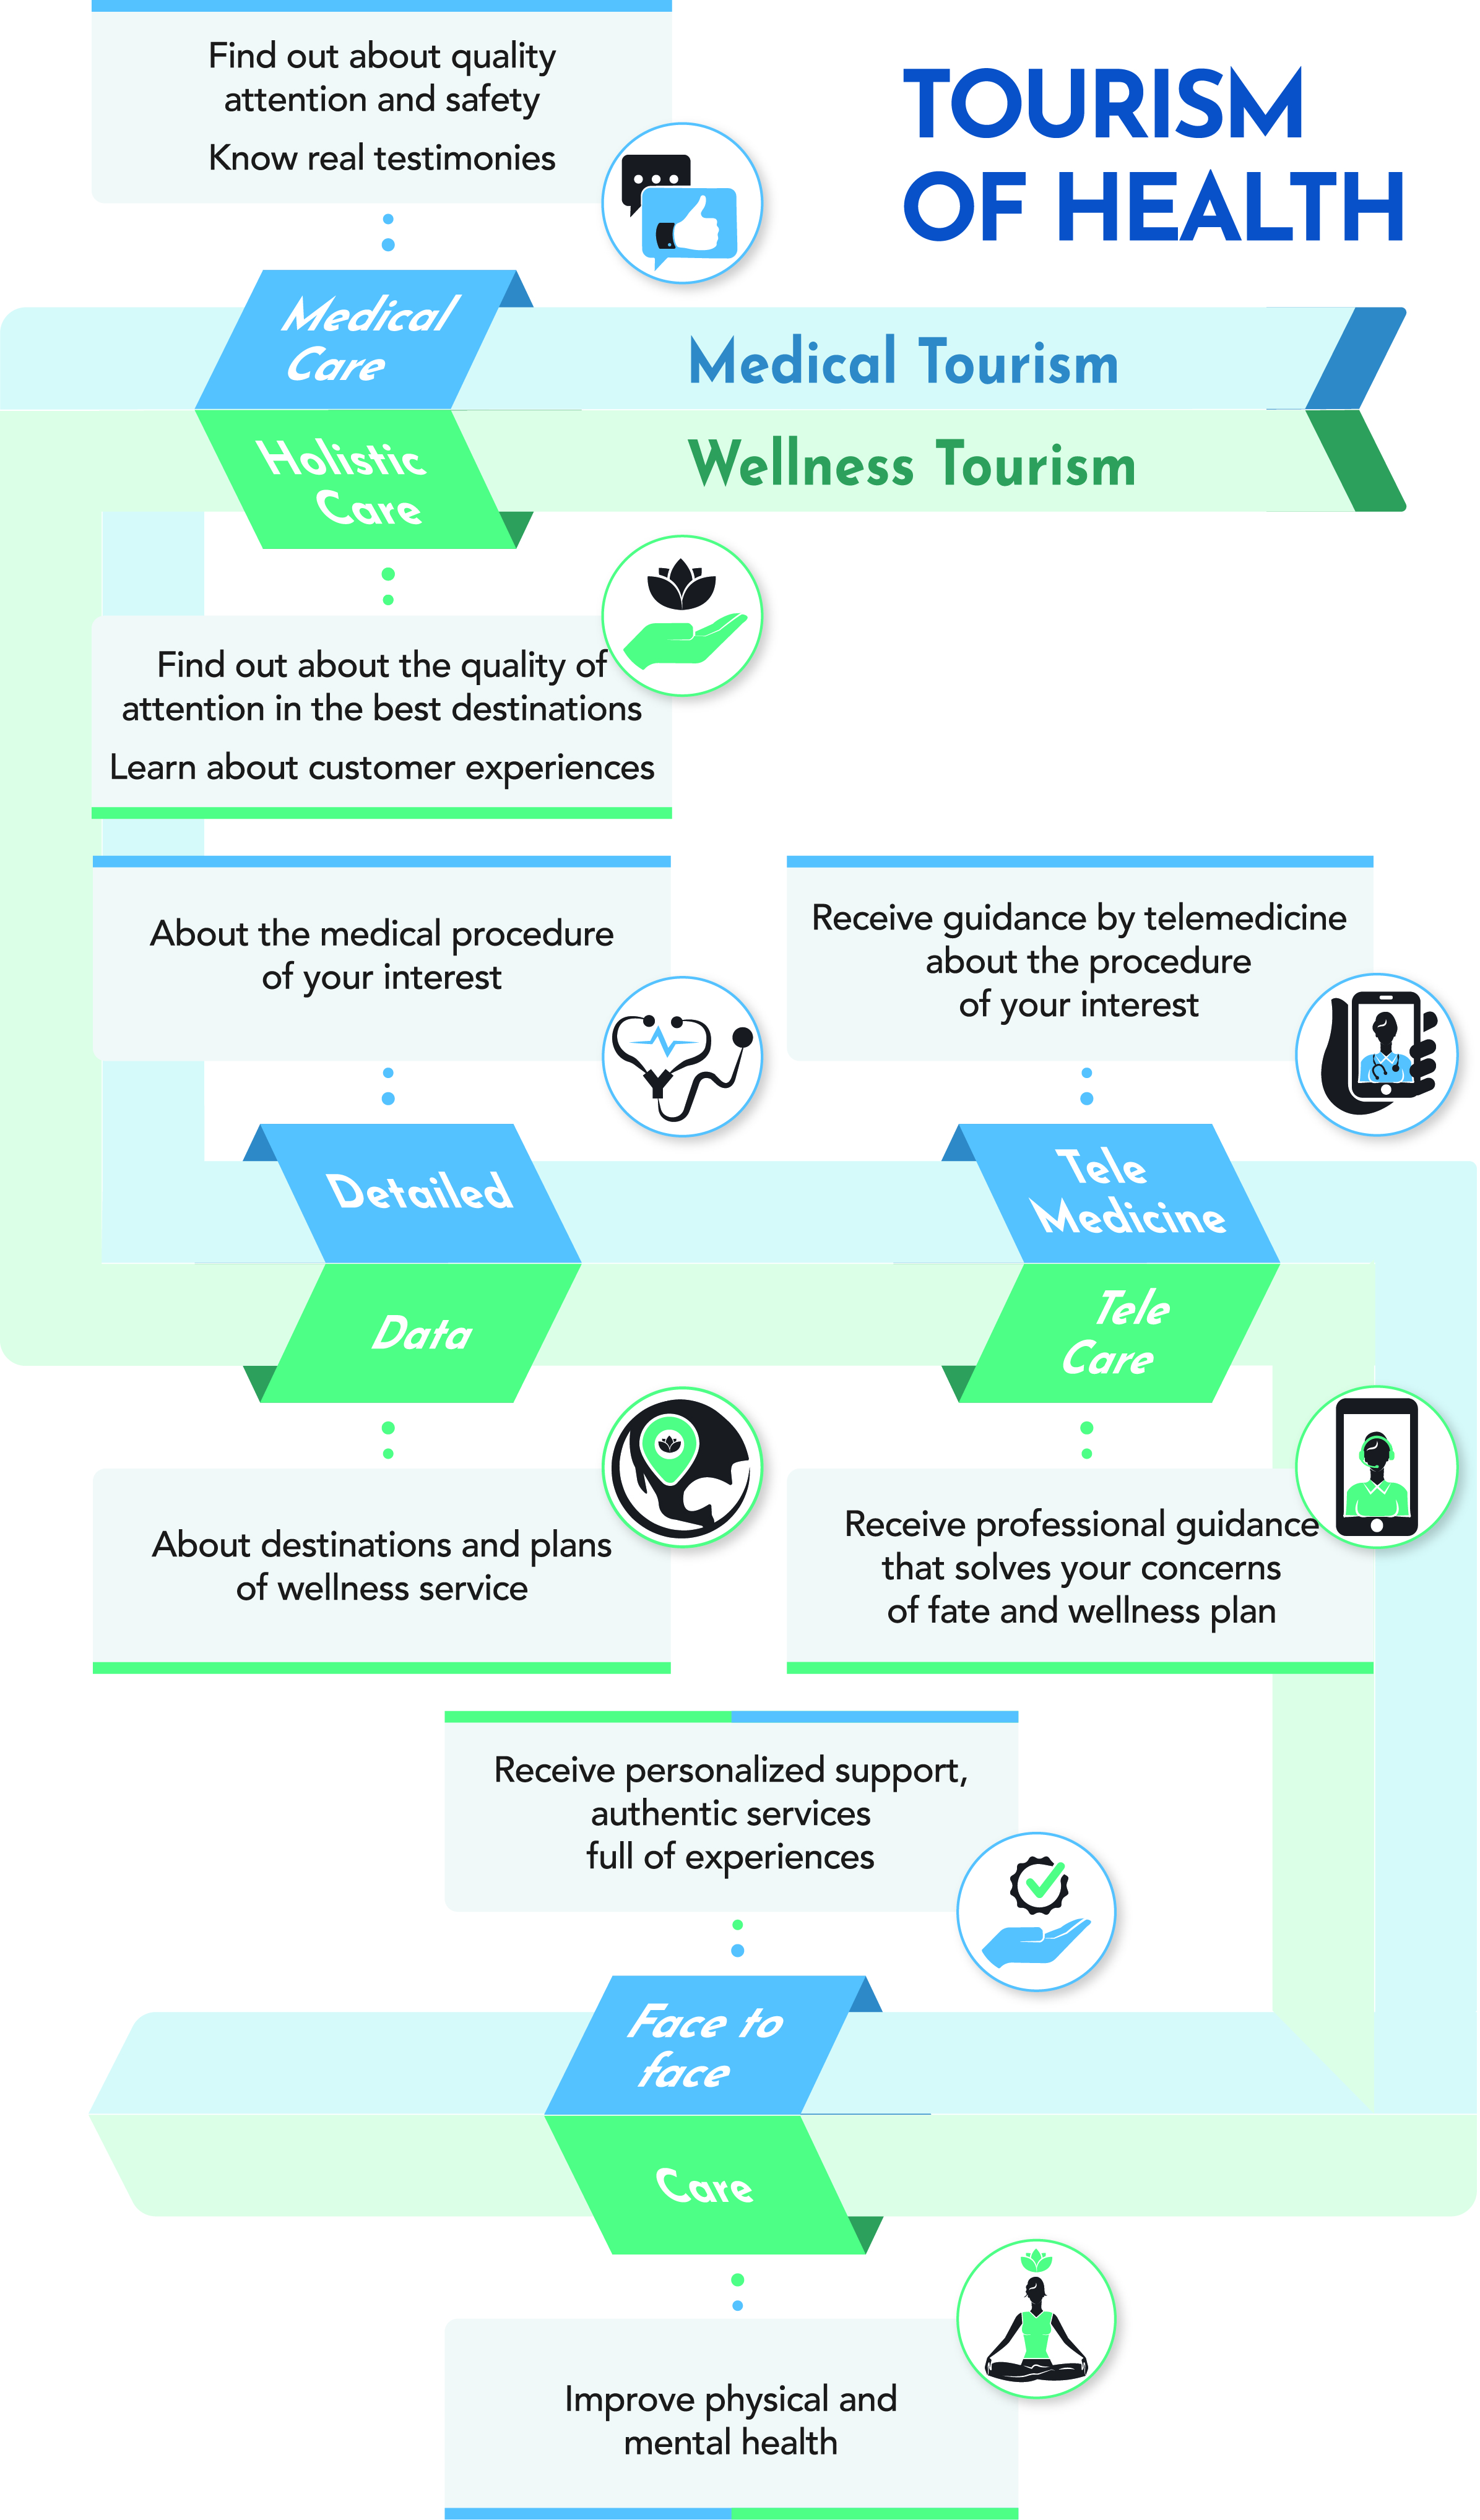 Find out about quality
attention and safety
Know real testimonies
TOURISM
OF HEALTH
Medical
Care
Medical Tourism
Holistic
Care
Wellness Tourism
Find out about the quality of
attention in the best destinations
Learn about customer experiences
About the medical procedure
of your interest
Receive guidance by telemedicine
about the procedure
of your interest
Detailed
Tele
Medicine
Data
Tele
Care
About destinations and plans
of wellness service
Receive professional guidance
that solves your concerns
of fate and wellness plan
Receive personalized support,
authentic services
full of experiences
Face to
face
Care
Improve physical and
mental health